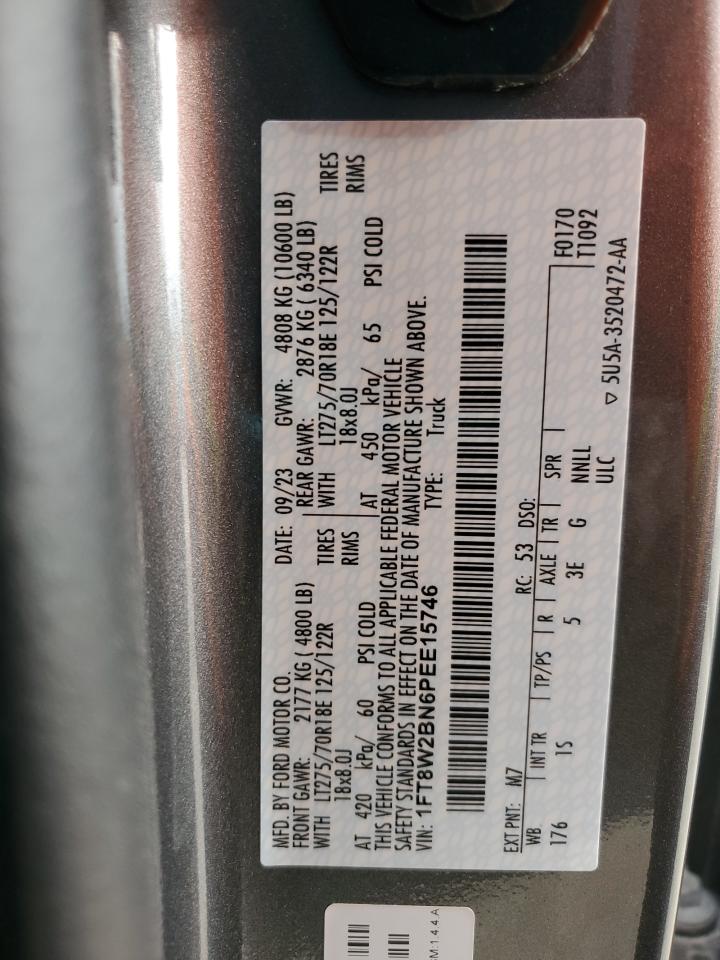 MFD. BY FORD MOTOR CO.
DATE: 09/23 GVWR: 4808 KG (10600 LB)
FRONT GAWR: 2177 KG ( 4800 LB)
REAR GAWR: 2876 KG ( 6340 LB)
WITH LT275/70R18E 125/122R TIRES
WITH LT275/70R18E 125/122R TIRES
18x8.0J RIMS
18x8.0J RIMS
AT 420 kPa/ 60 PSI COLD
AT 450 kPa/ 65 PSI COLD
THIS VEHICLE CONFORMS TO ALL APPLICABLE FEDERAL MOTOR VEHICLE
SAFETY STANDARDS IN EFFECT ON THE DATE OF MANUFACTURE SHOWN ABOVE.
VIN: 1FT8W2BN6PEE15746 TYPE: Truck
EXT PNT: M7 RC: 53 DSO:
WB INT TR TP/PS R AXLE TR SPR F0170
176 1S 5 3E G NNLL T1092
ULC ▽ 5U5A-3520472-AA
M:1.4.4.A